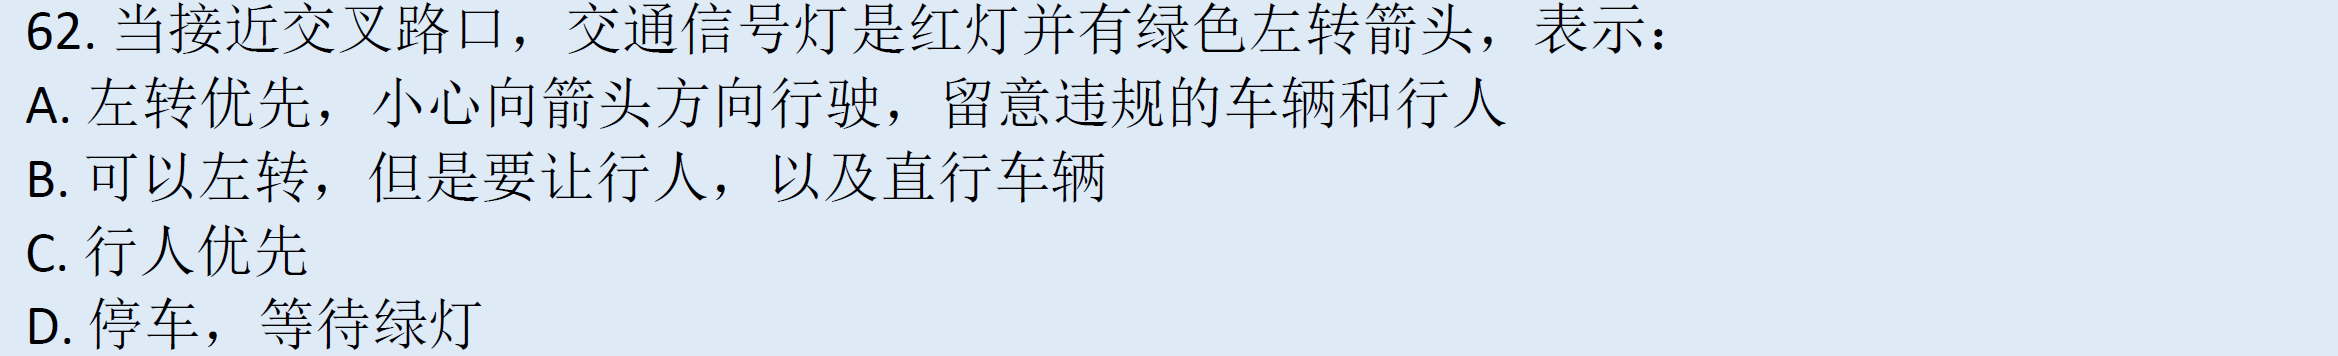 62. 当接近交叉路口，交通信号灯是红灯并有绿色左转箭头，表示：
A. 左转优先，小心向箭头方向行驶，留意违规的车辆和行人
B. 可以左转，但是要让行人，以及直行车辆
C. 行人优先
D. 停车，等待绿灯